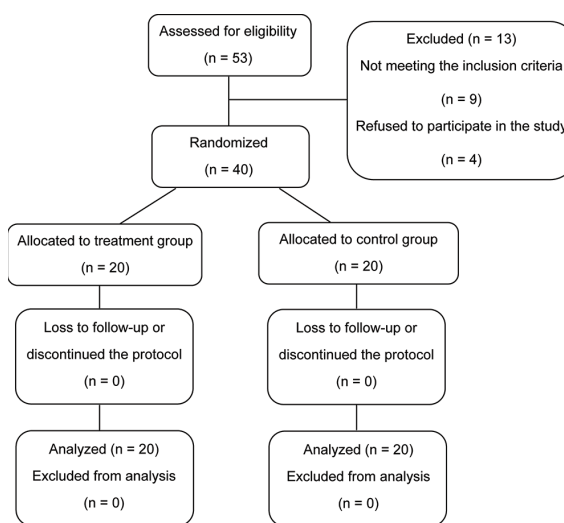 Assessed for eligibility
(n = 53)
Excluded (n = 13)
Not meeting the inclusion criteria
(n = 9)
Refused to participate in the study
(n = 4)
Randomized
(n = 40)
Allocated to treatment group
(n = 20)
Allocated to control group
(n = 20)
Loss to follow-up or
discontinued the protocol
(n = 0)
Loss to follow-up or
discontinued the protocol
(n = 0)
Analyzed (n = 20)
Excluded from analysis
(n = 0)
Analyzed (n = 20)
Excluded from analysis
(n = 0)